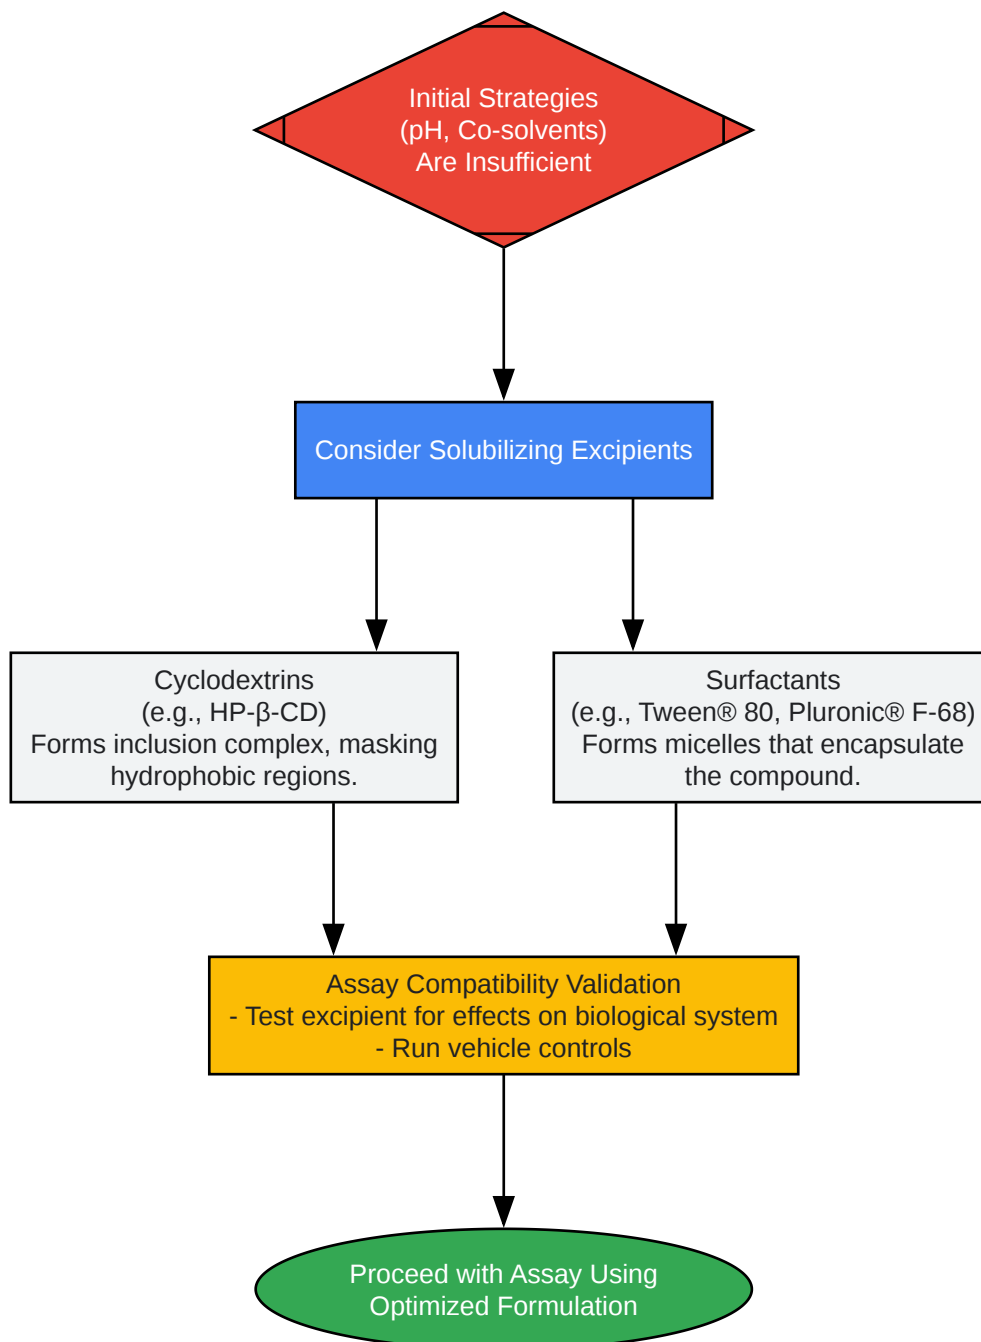 Initial Strategies
(pH, Co-solvents)
Are Insufficient
Consider Solubilizing Excipients
Cyclodextrins
(e.g., HP-β-CD)
Forms inclusion complex, masking
hydrophobic regions.
Surfactants
(e.g., Tween® 80, Pluronic® F-68)
Forms micelles that encapsulate
the compound.
Assay Compatibility Validation
- Test excipient for effects on biological system
- Run vehicle controls
Proceed with Assay Using
Optimized Formulation